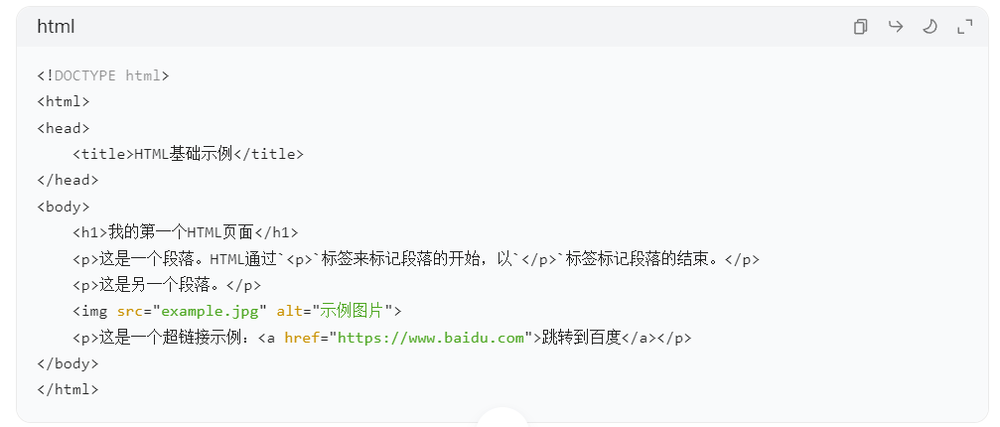 html
<!DOCTYPE html>
<html>
<head>
    <title>HTML基础示例</title>
</head>
<body>
    <h1>我的第一个HTML页面</h1>
    <p>这是一个段落。HTML通过`<p>`标签来标记段落的开始，以`</p>`标签标记段落的结束。</p>
    <p>这是另一个段落。</p>
    <img src="example.jpg" alt="示例图片">
    <p>这是一个超链接示例：<a href="https://www.baidu.com">跳转到百度</a></p>
</body>
</html>